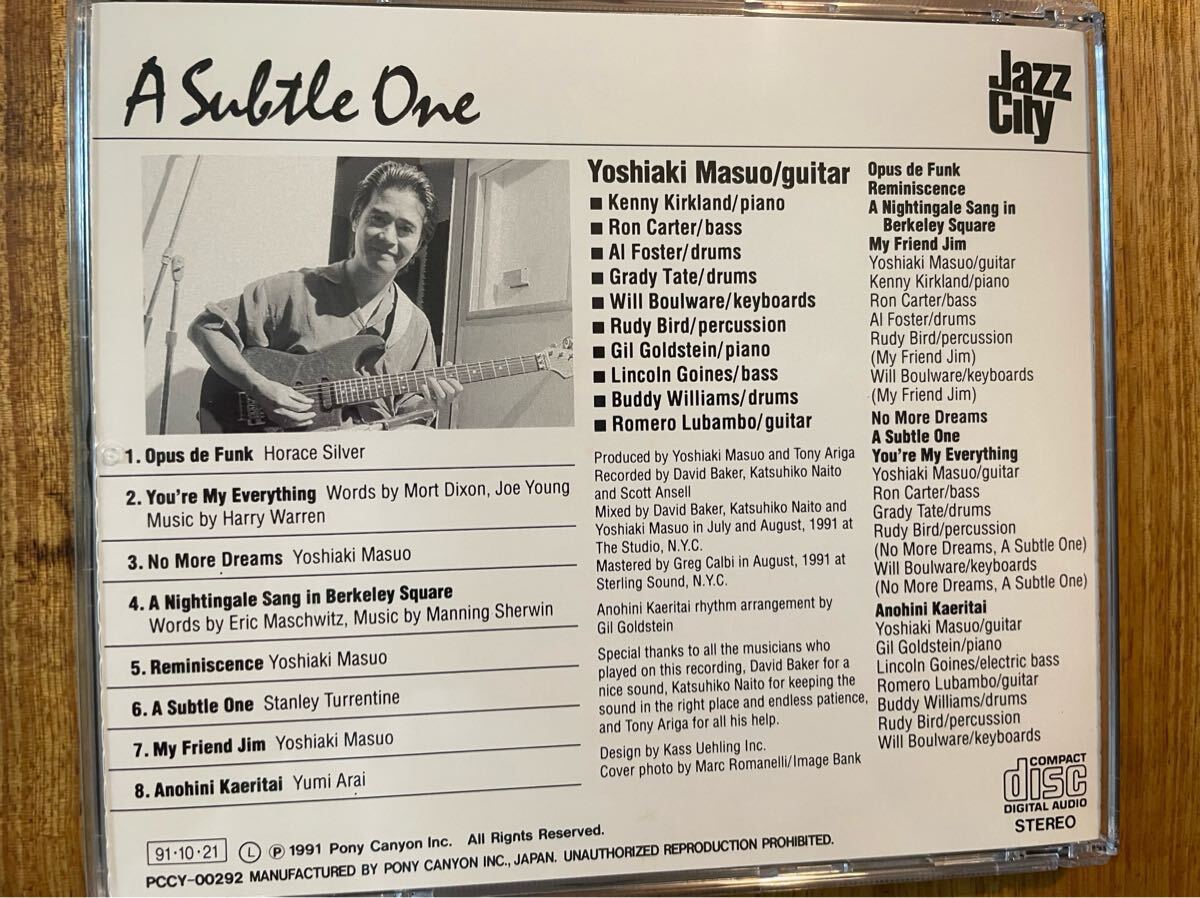 A Subtle One
Jazz
City
Yoshiaki Masuo/guitar
■ Kenny Kirkland/piano
■ Ron Carter/bass
■ Al Foster/drums
■ Grady Tate/drums
■ Will Boulware/keyboards
■ Rudy Bird/percussion
■ Gil Goldstein/piano
■ Lincoln Goines/bass
■ Buddy Williams/drums
■ Romero Lubambo/guitar
1. Opus de Funk Horace Silver
2. You're My Everything Words by Mort Dixon, Joe Young
Music by Harry Warren
3. No More Dreams Yoshiaki Masuo
4. A Nightingale Sang in Berkeley Square
Words by Eric Maschwitz, Music by Manning Sherwin
5. Reminiscence Yoshiaki Masuo
6. A Subtle One Stanley Turrentine
7. My Friend Jim Yoshiaki Masuo
8. Anohini Kaeritai Yumi Arai
Produced by Yoshiaki Masuo and Tony Ariga
Recorded by David Baker, Katsuhiko Naito
and Scott Ansell
Mixed by David Baker, Katsuhiko Naito and
Yoshiaki Masuo in July and August, 1991 at
The Studio, N.Y.C.
Mastered by Greg Calbi in August, 1991 at
Sterling Sound, N.Y.C.
Anohini Kaeritai rhythm arrangement by
Gil Goldstein
Special thanks to all the musicians who
played on this recording, David Baker for a
nice sound, Katsuhiko Naito for keeping the
sound in the right place and endless patience,
and Tony Ariga for all his help.
Design by Kass Uehling Inc.
Cover photo by Marc Romanelli/Image Bank
Opus de Funk
Reminiscence
A Nightingale Sang in
Berkeley Square
My Friend Jim
Yoshiaki Masuo/guitar
Kenny Kirkland/piano
Ron Carter/bass
Al Foster/drums
Rudy Bird/percussion
(My Friend Jim)
Will Boulware/keyboards
(My Friend Jim)
No More Dreams
A Subtle One
You're My Everything
Yoshiaki Masuo/guitar
Ron Carter/bass
Grady Tate/drums
Rudy Bird/percussion
(No More Dreams, A Subtle One)
Will Boulware/keyboards
(No More Dreams, A Subtle One)
Anohini Kaeritai
Yoshiaki Masuo/guitar
Gil Goldstein/piano
Lincoln Goines/electric bass
Romero Lubambo/guitar
Buddy Williams/drums
Rudy Bird/percussion
Will Boulware/keyboards
COMPACT
disc
DIGITAL AUDIO
STEREO
91·10·21 Ⓛ Ⓟ 1991 Pony Canyon Inc. All Rignts Reserved.
PCCY-00292 MANUFACTURED BY PONY CANYON INC., JAPAN. UNAUTHORIZED REPRODUCTION PROHIBITED.